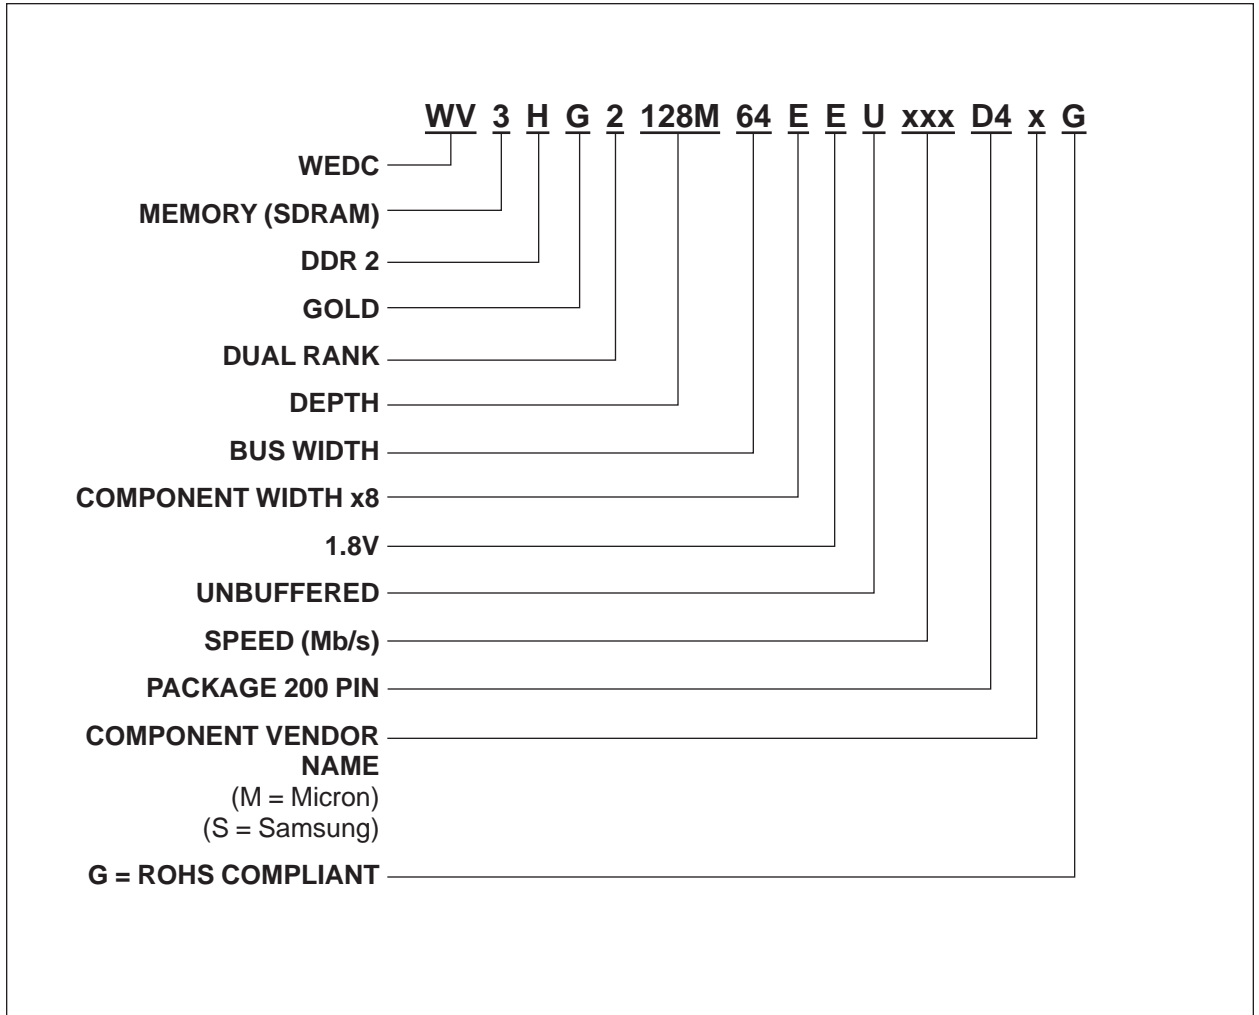 WV 3 H G 2 128M 64 E E U xxx D4 x G
WEDC
MEMORY (SDRAM)
DDR 2
GOLD
DUAL RANK
DEPTH
BUS WIDTH
COMPONENT WIDTH x8
1.8V
UNBUFFERED
SPEED (Mb/s)
PACKAGE 200 PIN
COMPONENT VENDOR
NAME
(M = Micron)
(S = Samsung)
G = ROHS COMPLIANT